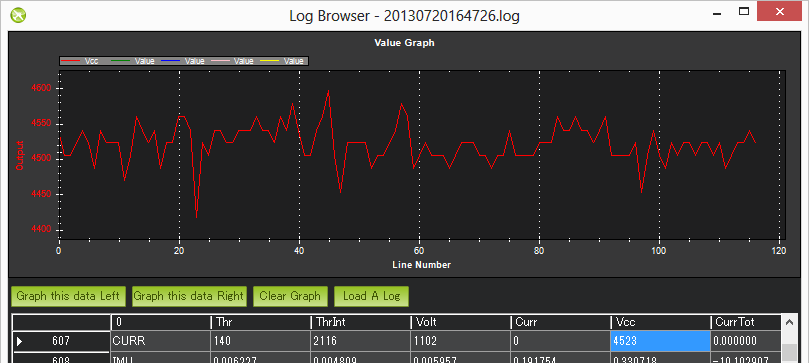 Log Browser - 20130720164726.log
Value Graph
Vcc Value Value Value Value
4600
4550
4500
4450
4400
Output
0 20 40 60 80 100 120
Line Number
Graph this data Left Graph this data Right Clear Graph Load A Log
0 Thr ThrInt Volt Curr Vcc CurrTot
607 CURR 140 2116 1102 0 4523 0.000000
608 IMU 0.006227 0.004809 0.005957 0.191754 0.330718 -10.102907